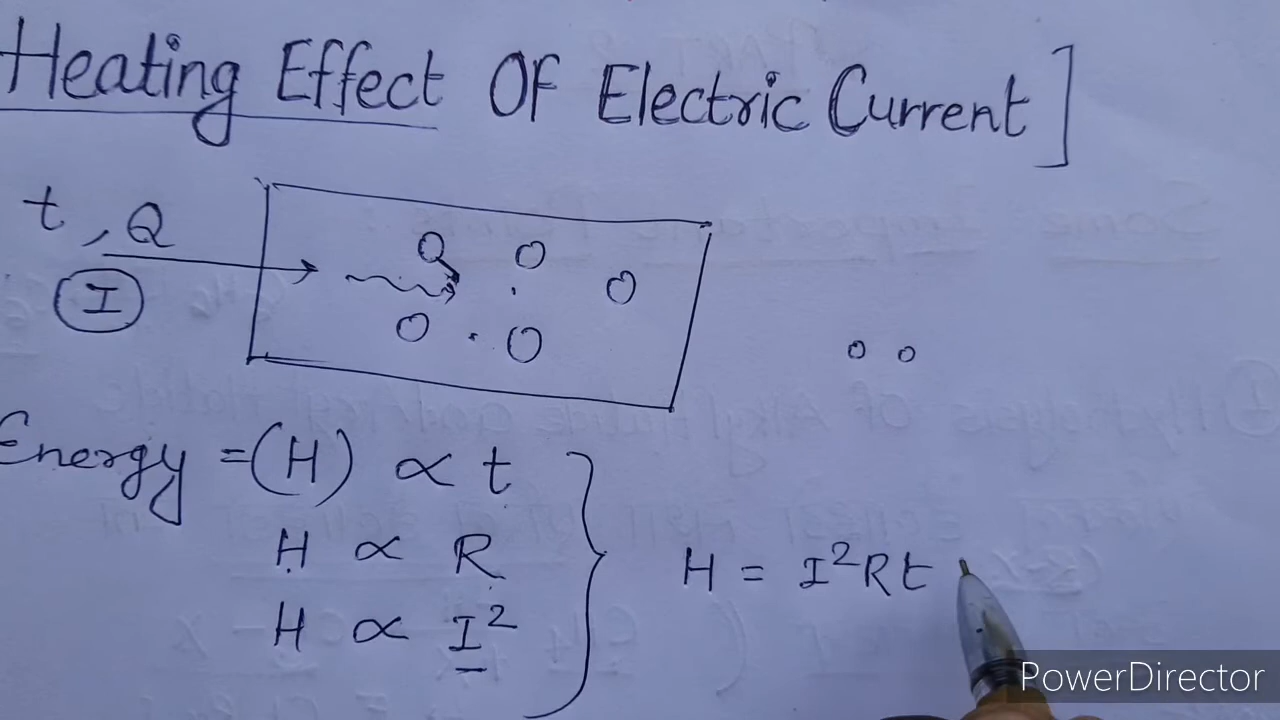 Heating Effect Of Electric Current]
t, Q
I
Energy = (H) ∝ t
H ∝ R
H ∝ I²
H = I²Rt
PowerDirector